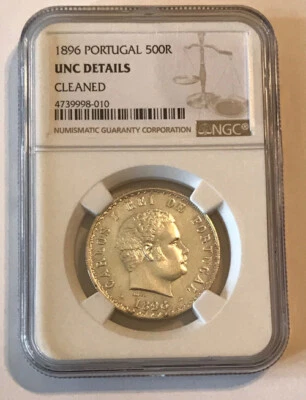 1896 PORTUGAL 500R
UNC DETAILS
CLEANED
4739998-010
NUMISMATIC GUARANTY CORPORATION
NGC®
CARLOS I REI DE PORTUGAL
1896